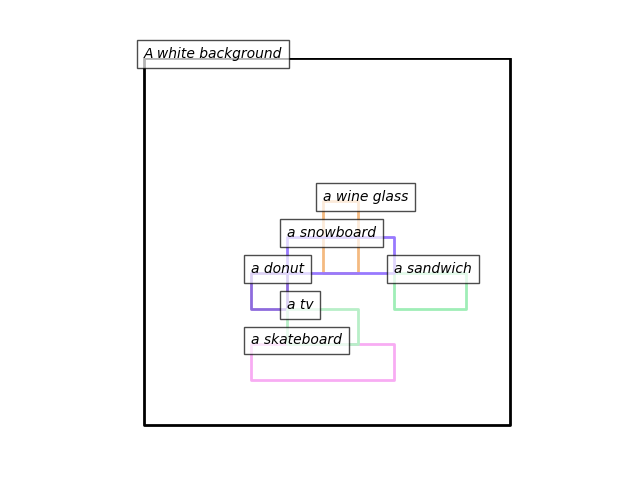 A white background
a wine glass
a snowboard
a donut
a sandwich
a tv
a skateboard